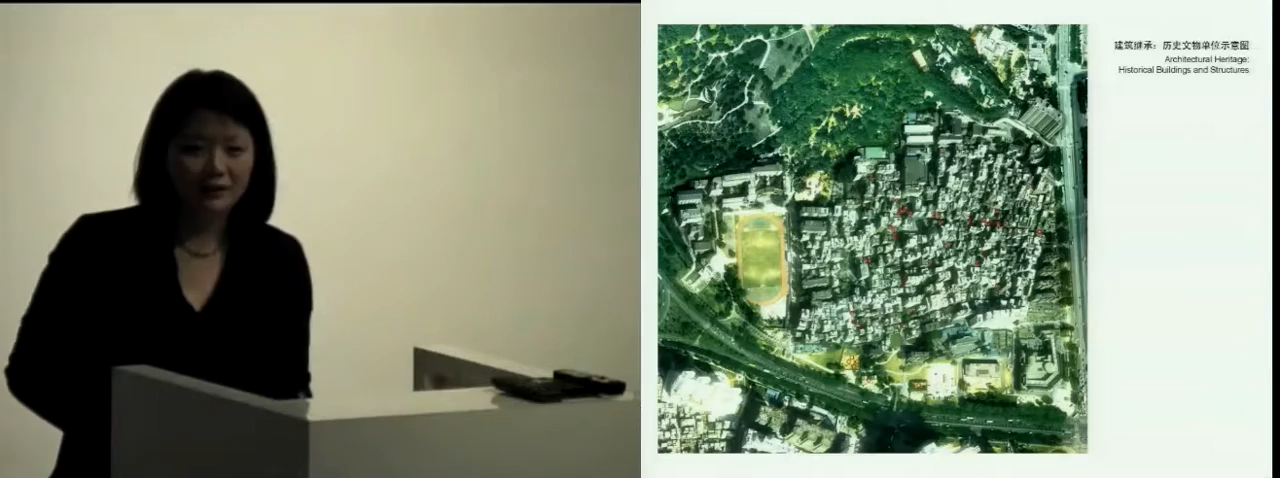 建筑继承：历史文物单位示意图
Architectural Heritage:
Historical Buildings and Structures